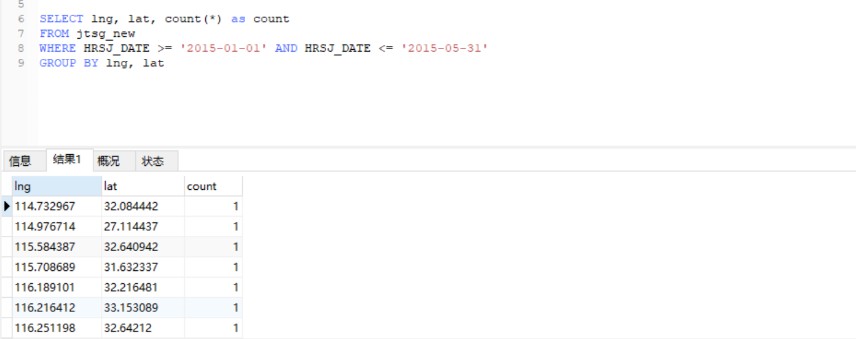 5
6 SELECT lng, lat, count(*) as count
7 FROM jtsg_new
8 WHERE HRSJ_DATE >= '2015-01-01' AND HRSJ_DATE <= '2015-05-31'
9 GROUP BY lng, lat
信息 结果1 概况 状态
lng lat count
114.732967 32.084442 1
114.976714 27.114437 1
115.584387 32.640942 1
115.708689 31.632337 1
116.189101 32.216481 1
116.216412 33.153089 1
116.251198 32.64212 1